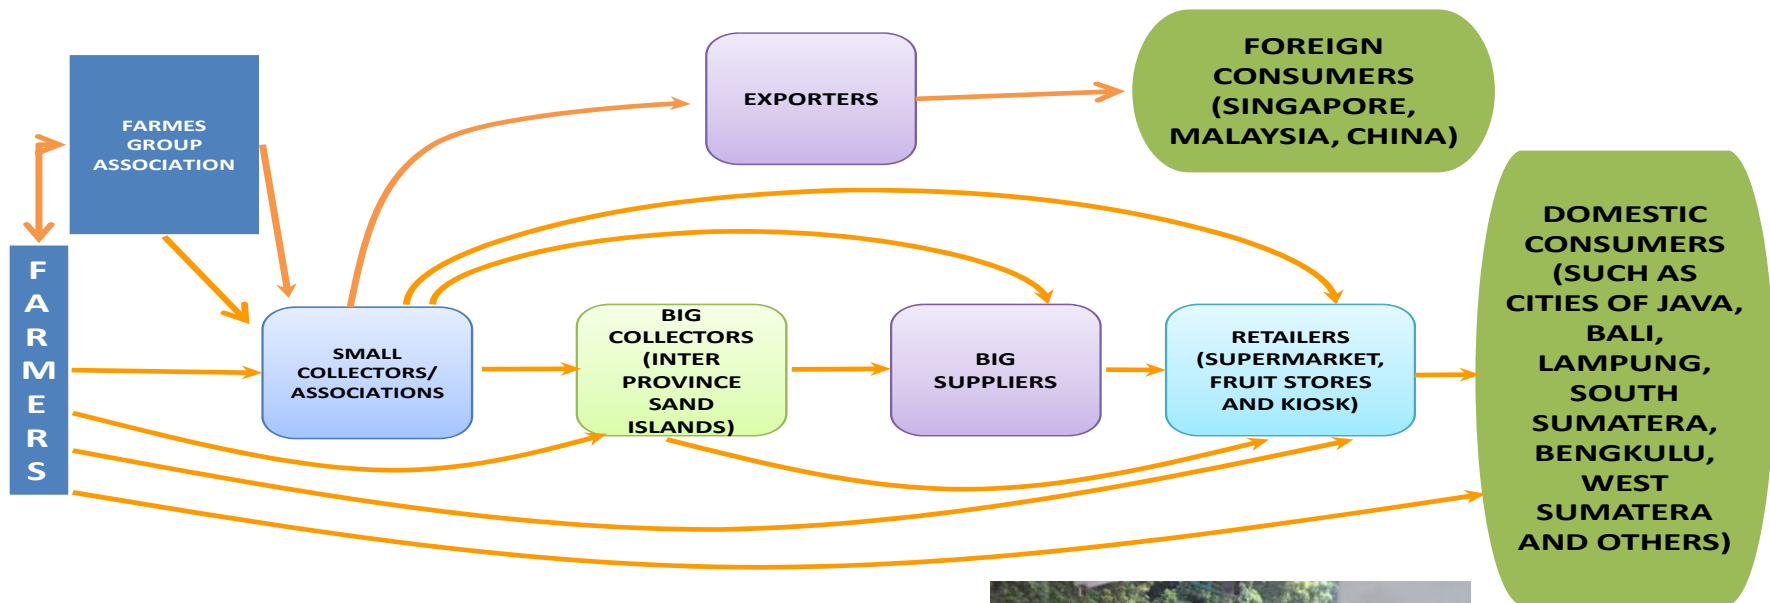 FARMES
GROUP
ASSOCIATION
EXPORTERS
FOREIGN
CONSUMERS
(SINGAPORE,
MALAYSIA, CHINA)
FARMERS
SMALL
COLLECTORS/
ASSOCIATIONS
BIG
COLLECTORS
(INTER
PROVINCE
SAND
ISLANDS)
BIG
SUPPLIERS
RETAILERS
(SUPERMARKET,
FRUIT STORES
AND KIOSK)
DOMESTIC
CONSUMERS
(SUCH AS
CITIES OF JAVA,
BALI,
LAMPUNG,
SOUTH
SUMATERA,
BENGKULU,
WEST
SUMATERA
AND OTHERS)